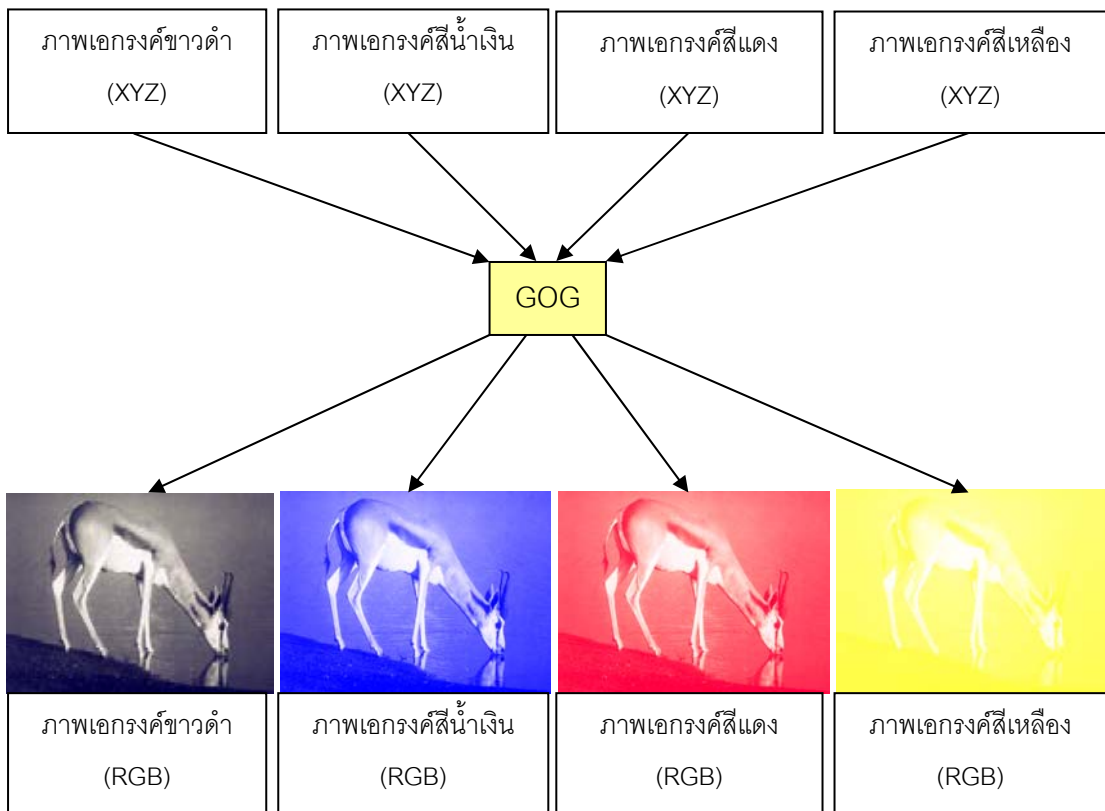 ภาพเอกรงค์ขาวดำ
(XYZ)
ภาพเอกรงค์สีน้ำเงิน
(XYZ)
ภาพเอกรงค์สีแดง
(XYZ)
ภาพเอกรงค์สีเหลือง
(XYZ)
GOG
ภาพเอกรงค์ขาวดำ
(RGB)
ภาพเอกรงค์สีน้ำเงิน
(RGB)
ภาพเอกรงค์สีแดง
(RGB)
ภาพเอกรงค์สีเหลือง
(RGB)